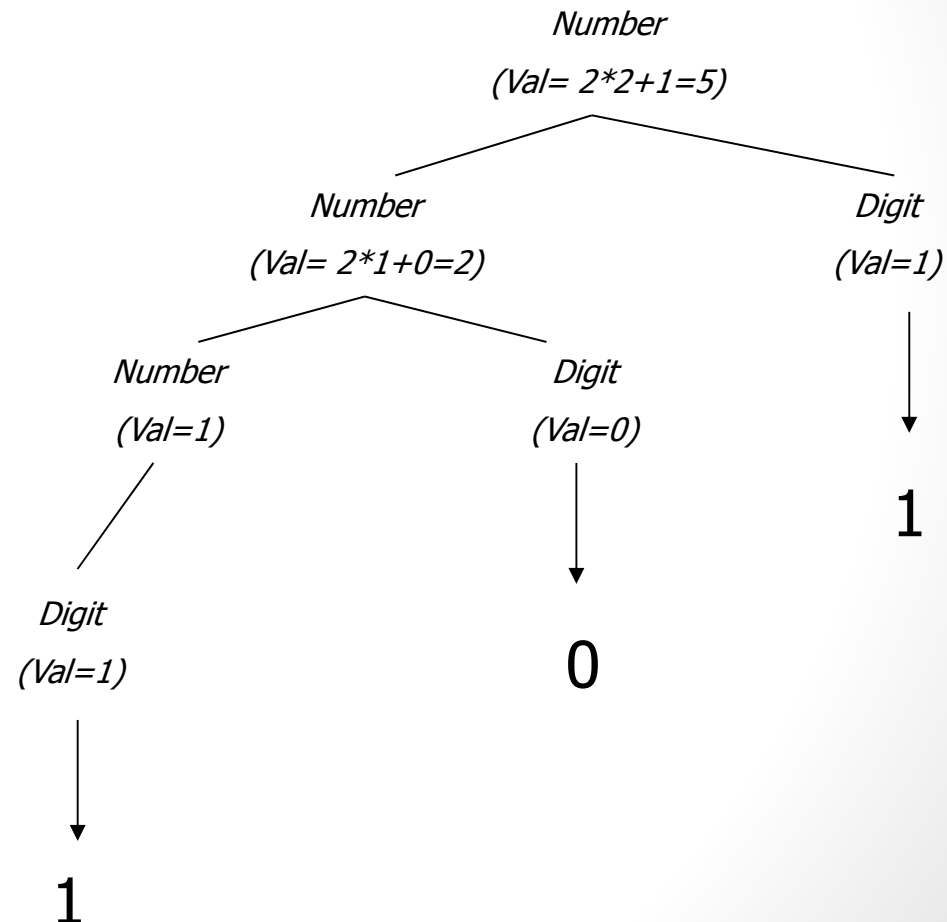 Number
(Val= 2*2+1=5)
Number
Digit
(Val= 2*1+0=2)
(Val=1)
Number
Digit
(Val=1)
(Val=0)
1
Digit
(Val=1)
0
1